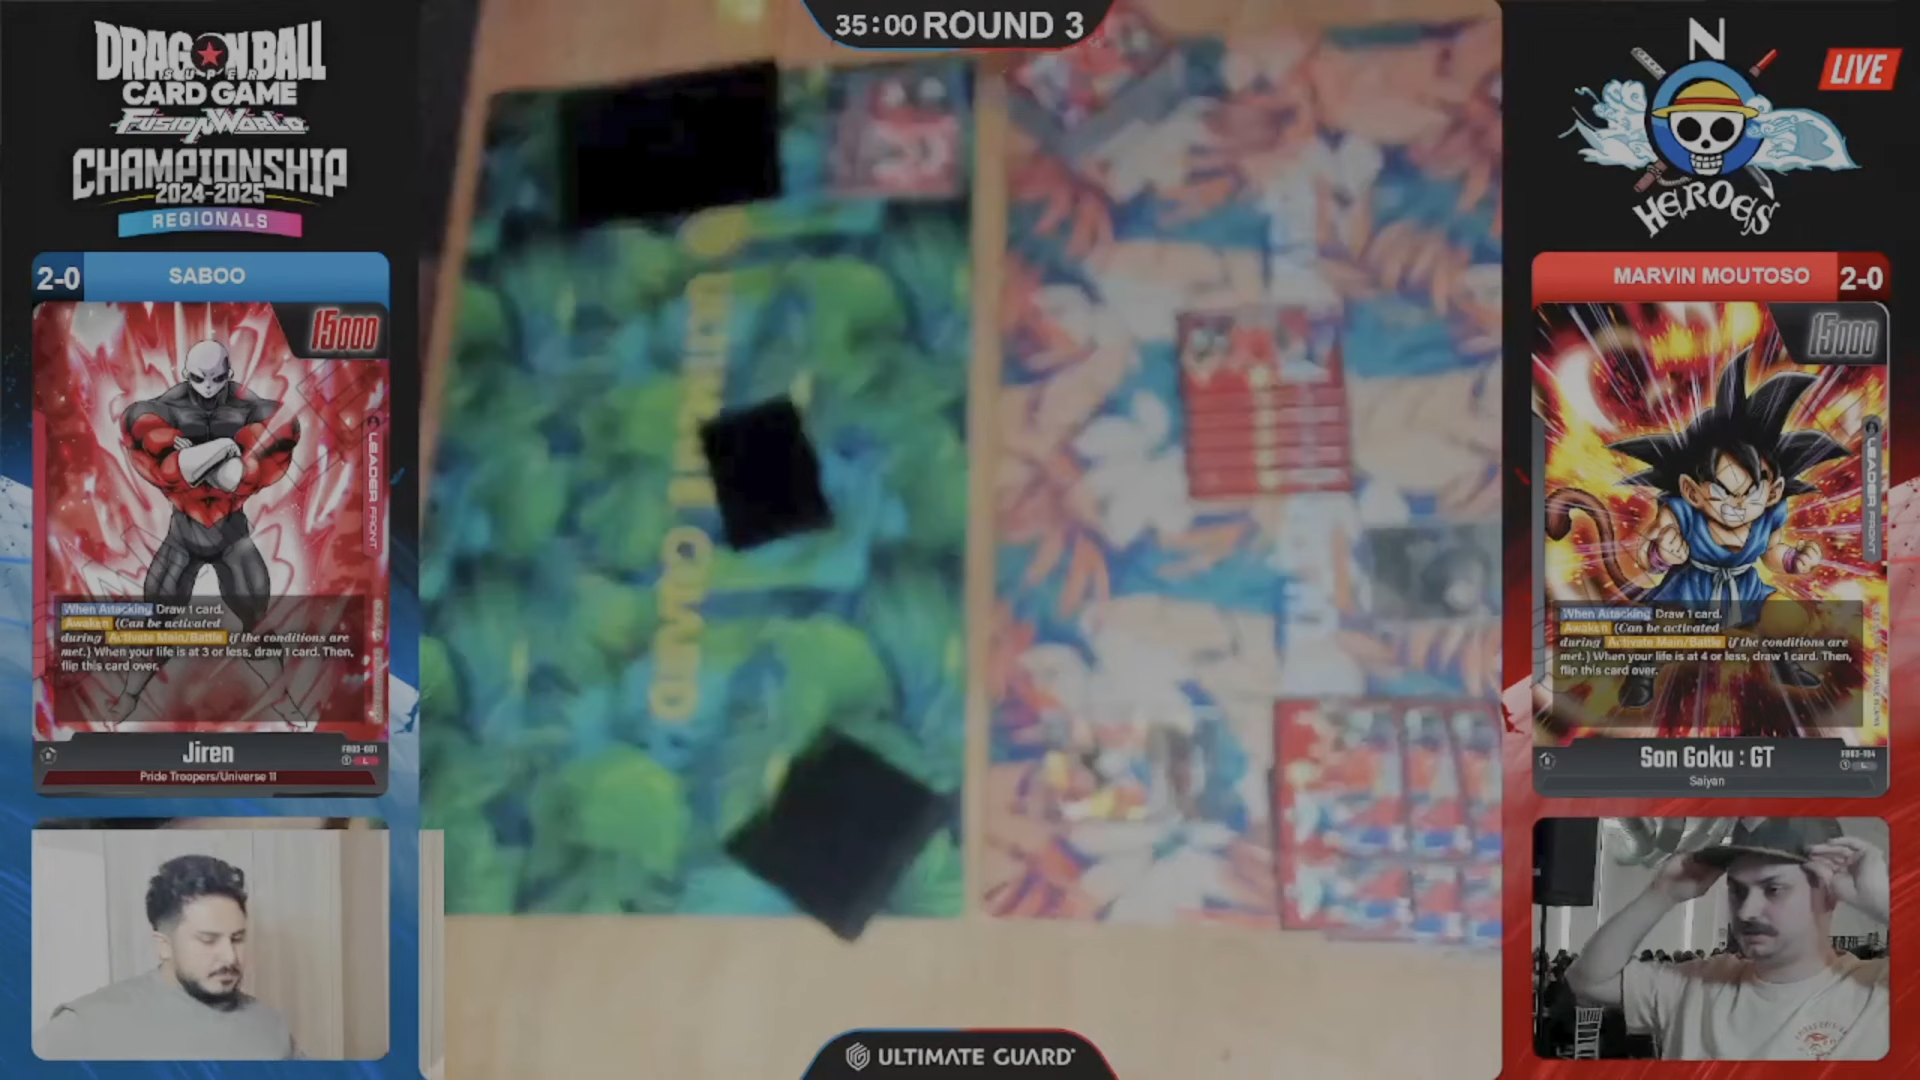 35:00 ROUND 3
DRAGON BALL
SUPER
CARD GAME
FUSION WORLD
CHAMPIONSHIP
2024-2025
REGIONALS
N
HEROES
LIVE
2-0 SABOO
15000
LEADER FRONT
When Attacking Draw 1 card.
Awaken (Can be activated
during Activate Main/Battle if the conditions are
met.) When your life is at 3 or less, draw 1 card. Then,
flip this card over.
Jiren
L
Pride Troopers/Universe 11
MARVIN MOUTOSO 2-0
15000
LEADER FRONT
When Attacking Draw 1 card.
Awaken (Can be activated
during Activate Main/Battle if the conditions are
met.) When your life is at 4 or less, draw 1 card. Then,
flip this card over.
Son Goku : GT
L
Saiyan
ULTIMATE GUARD